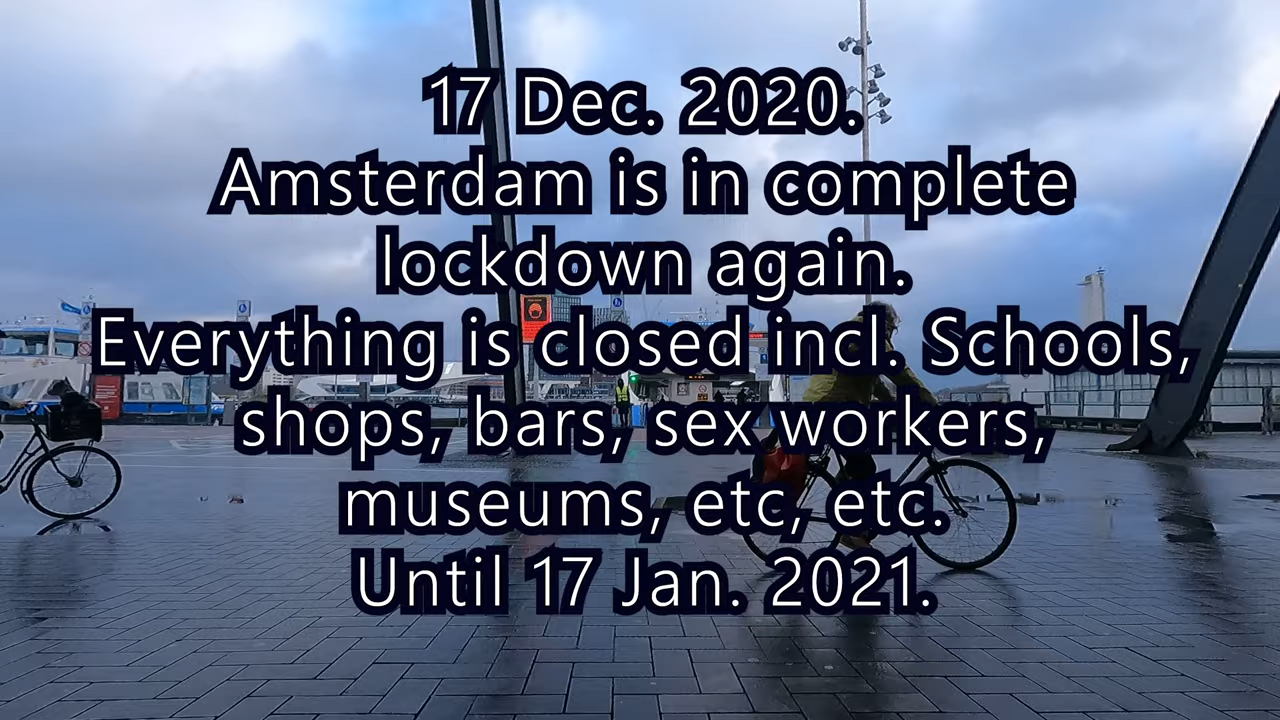 17 Dec. 2020.
Amsterdam is in complete
lockdown again.
Everything is closed incl. Schools,
shops, bars, sex workers,
museums, etc, etc.
Until 17 Jan. 2021.